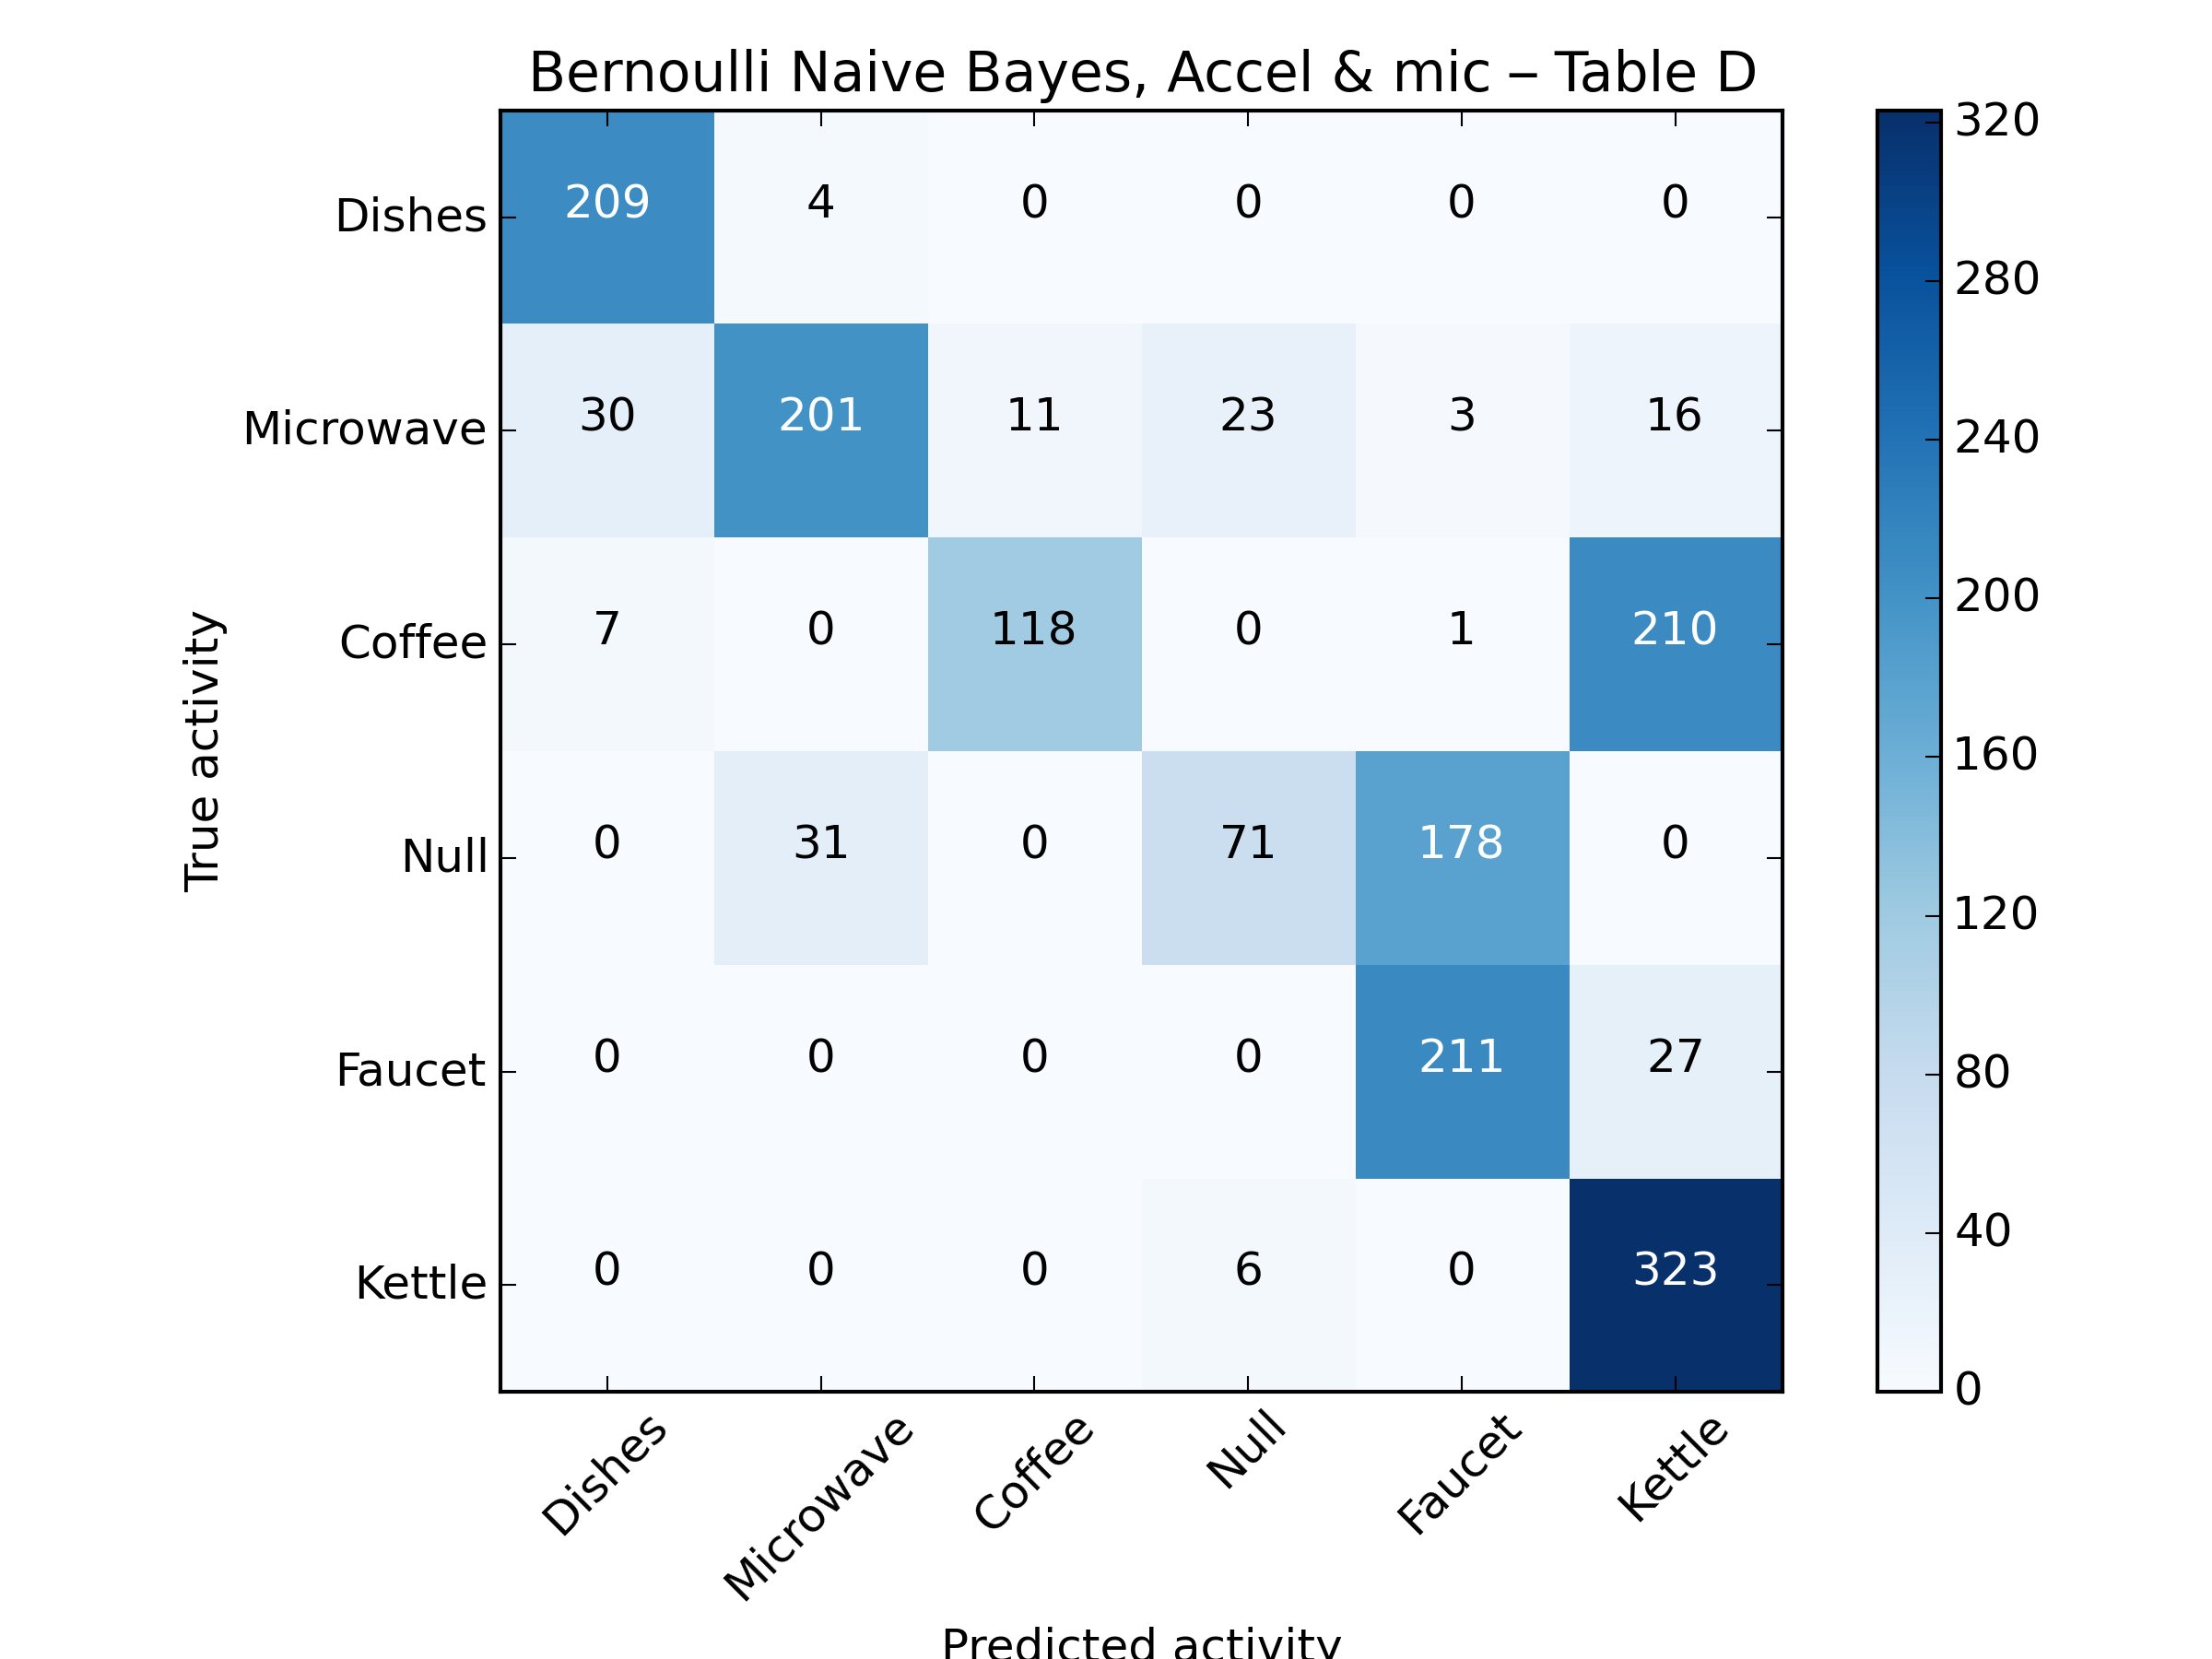 Bernoulli Naive Bayes, Accel & mic – Table D
320
Dishes 209 4 0 0 0 0
280
Microwave 30 201 11 23 3 16
240
200
Coffee 7 0 118 0 1 210
True activity
160
Null 0 31 0 71 178 0
120
Faucet 0 0 0 0 211 27
80
40
Kettle 0 0 0 6 0 323
0
Dishes Microwave Coffee Null Faucet Kettle
Predicted activity